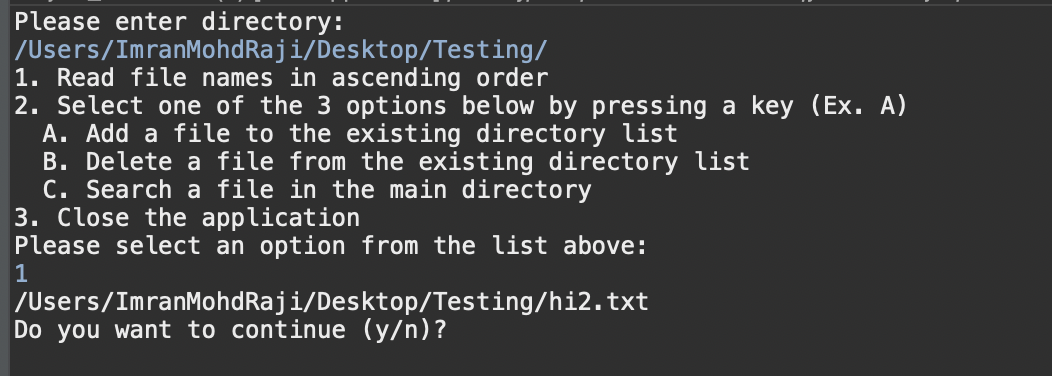 Please enter directory:
/Users/ImranMohdRaji/Desktop/Testing/
1. Read file names in ascending order
2. Select one of the 3 options below by pressing a key (Ex. A)
  A. Add a file to the existing directory list
  B. Delete a file from the existing directory list
  C. Search a file in the main directory
3. Close the application
Please select an option from the list above:
1
/Users/ImranMohdRaji/Desktop/Testing/hi2.txt
Do you want to continue (y/n)?